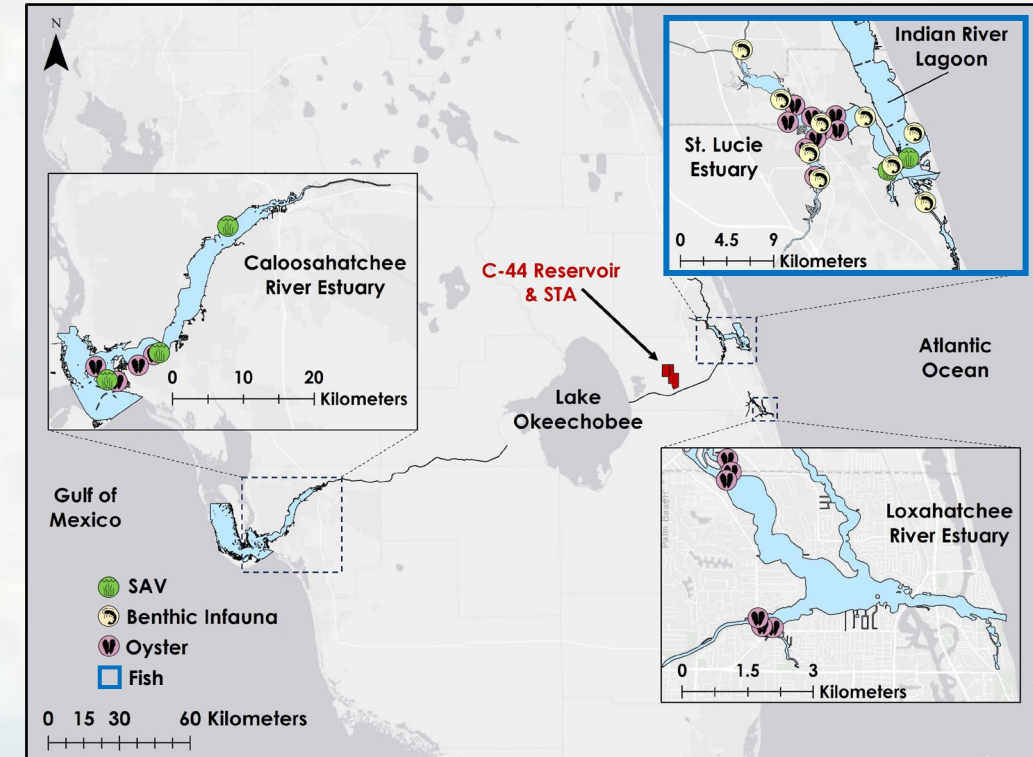 N
Indian River
Lagoon
St. Lucie
Estuary
0 4.5 9
Kilometers
Caloosahatchee
River Estuary
0 10 20
Kilometers
C-44 Reservoir
& STA
Lake
Okeechobee
Atlantic
Ocean
Gulf of
Mexico
Loxahatchee
River Estuary
0 1.5 3
Kilometers
SAV
Benthic Infauna
Oyster
Fish
0 15 30 60 Kilometers